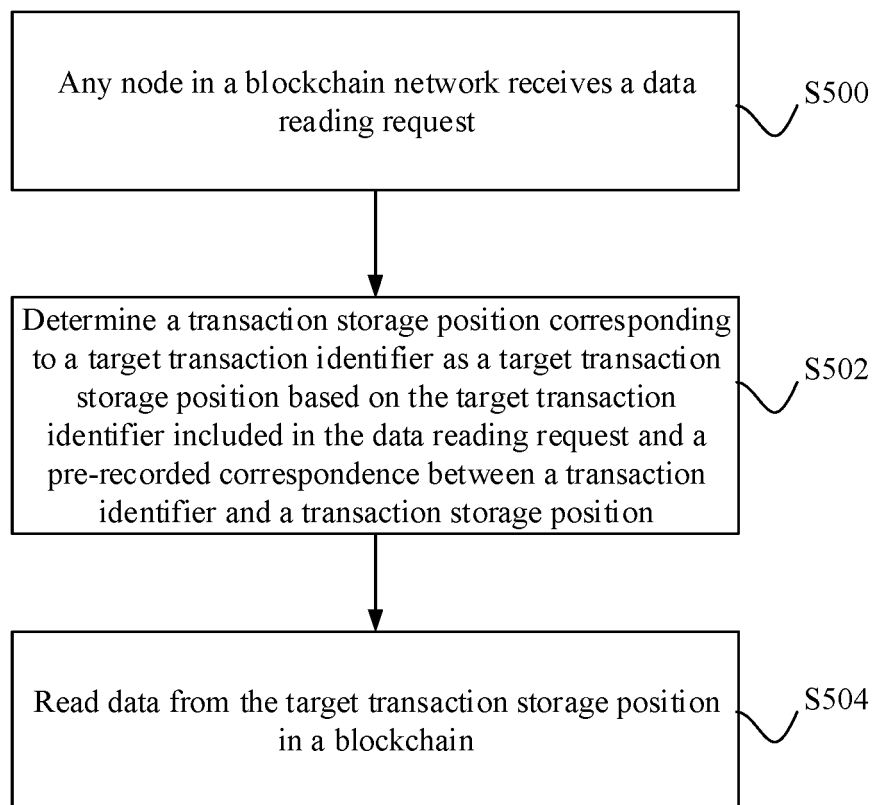 Any node in a blockchain network receives a data
reading request
S500
Determine a transaction storage position corresponding
to a target transaction identifier as a target transaction
storage position based on the target transaction
identifier included in the data reading request and a
pre-recorded correspondence between a transaction
identifier and a transaction storage position
S502
Read data from the target transaction storage position
in a blockchain
S504